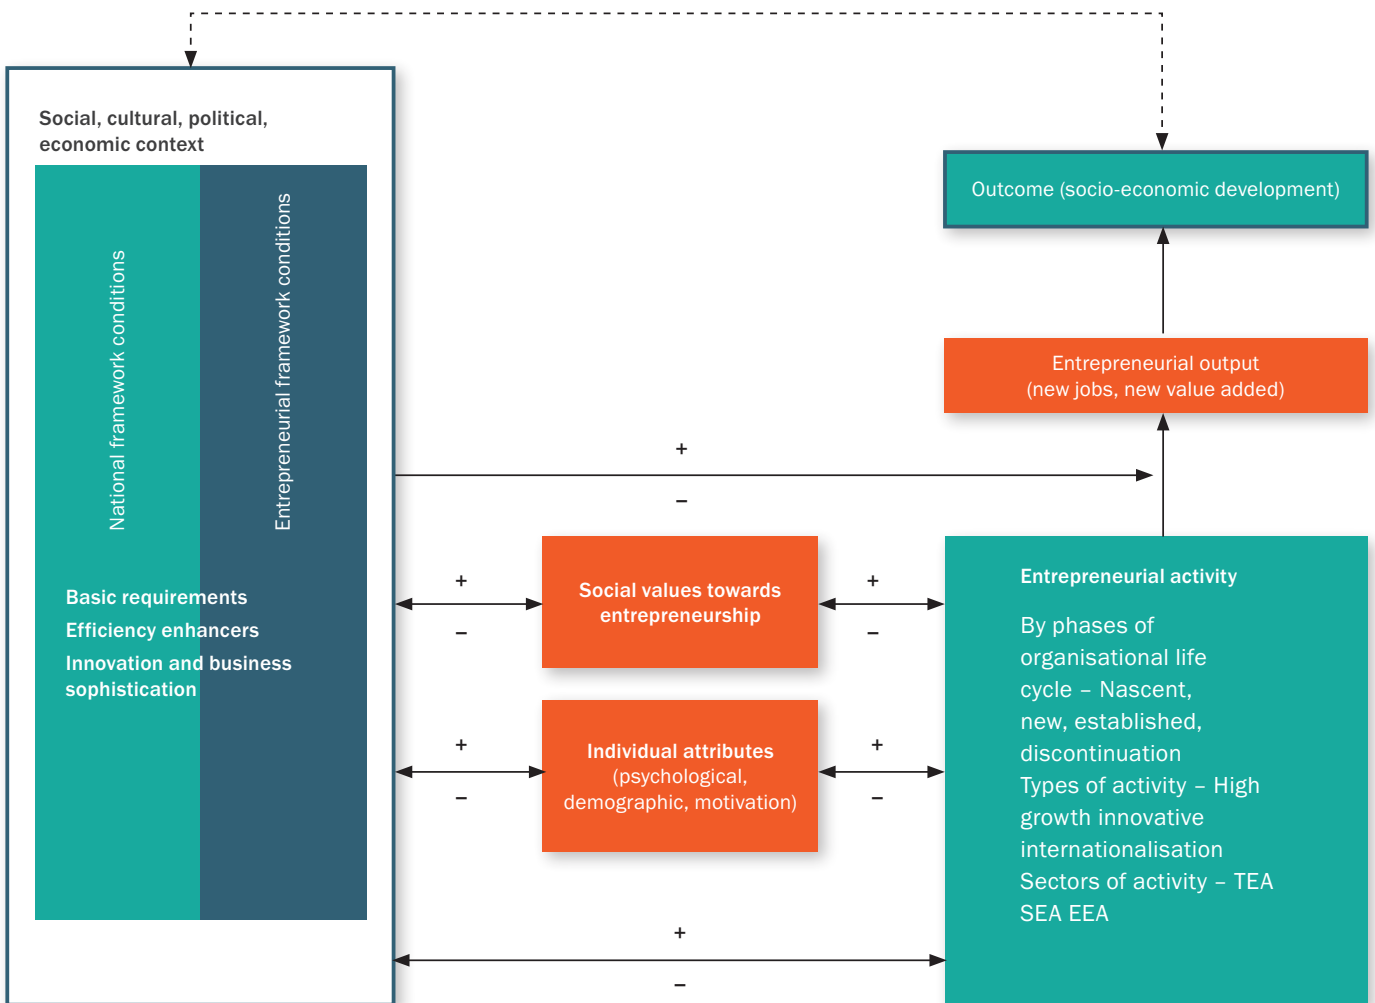 Social, cultural, political,
economic context
National framework conditions
Entrepreneurial framework conditions
Basic requirements
Efficiency enhancers
Innovation and business
sophistication
Outcome (socio-economic development)
Entrepreneurial output
(new jobs, new value added)
+
–
+
–
Social values towards
entrepreneurship
+
–
+
–
Individual attributes
(psychological,
demographic, motivation)
+
–
+
–
Entrepreneurial activity
By phases of
organisational life
cycle – Nascent,
new, established,
discontinuation
Types of activity – High
growth innovative
internationalisation
Sectors of activity – TEA
SEA EEA